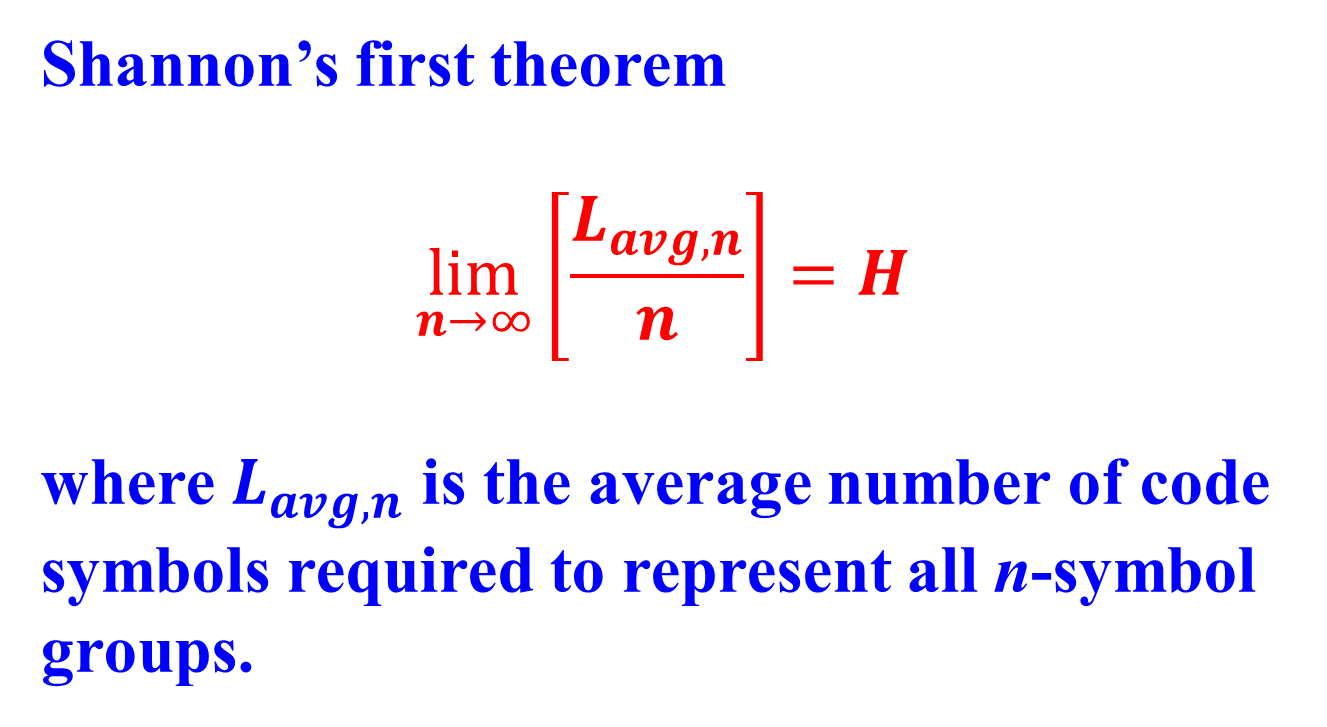 Shannon’s first theorem
lim n→∞ [L_{avg,n} / n] = H
where L_{avg,n} is the average number of code
symbols required to represent all n-symbol
groups.